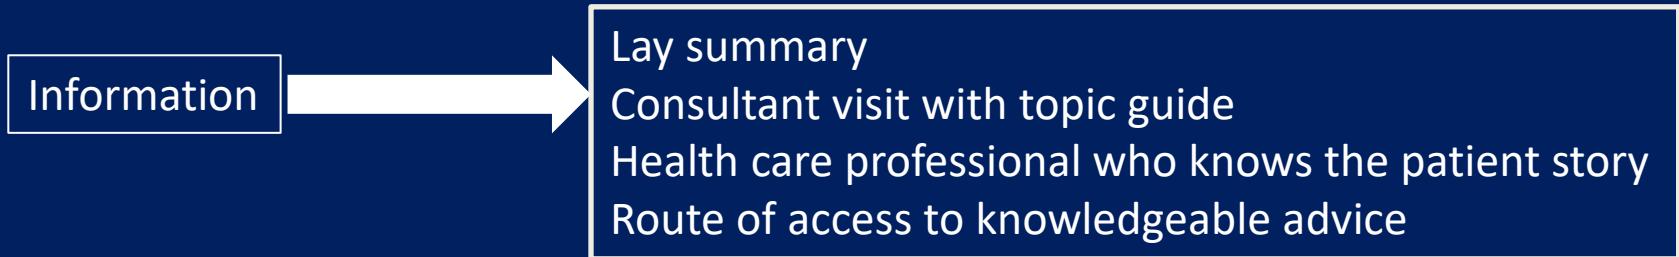 Information
Lay summary
Consultant visit with topic guide
Health care professional who knows the patient story
Route of access to knowledgeable advice